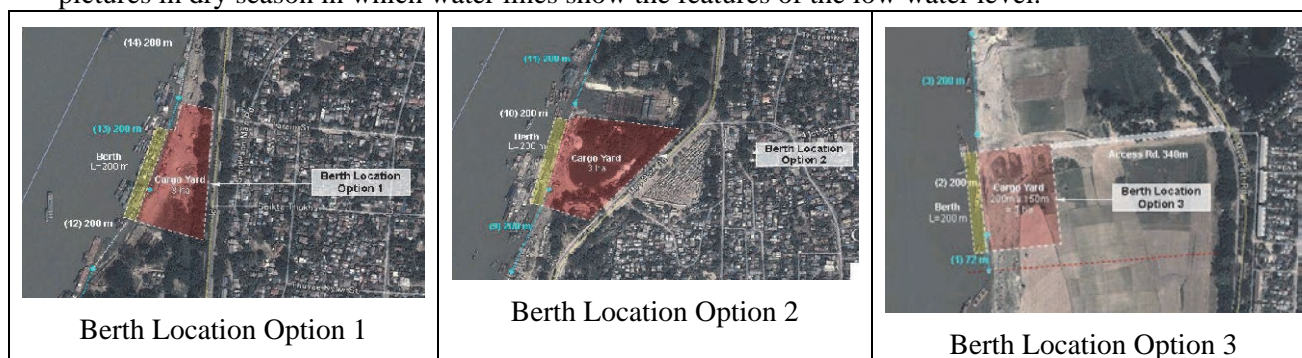 pictures in dry season in which water lines show the features of the low water level.
(14) 200 m
(13) 200 m
Berth
L=200 m
Cargo Yard
(12) 200 m
Berth Location
Option 1
Berth Location Option 1
(11) 200 m
(10) 200 m
Berth
L=200 m
Cargo Yard
3 ha
(9) 200 m
Berth Location
Option 2
Berth Location Option 2
(3) 200 m
Access Rd. 340m
(2) 200 m
Berth
L=200 m
Cargo Yard
200m x 150m
Berth Location
Option 3
(1) 72 m
Berth Location Option 3